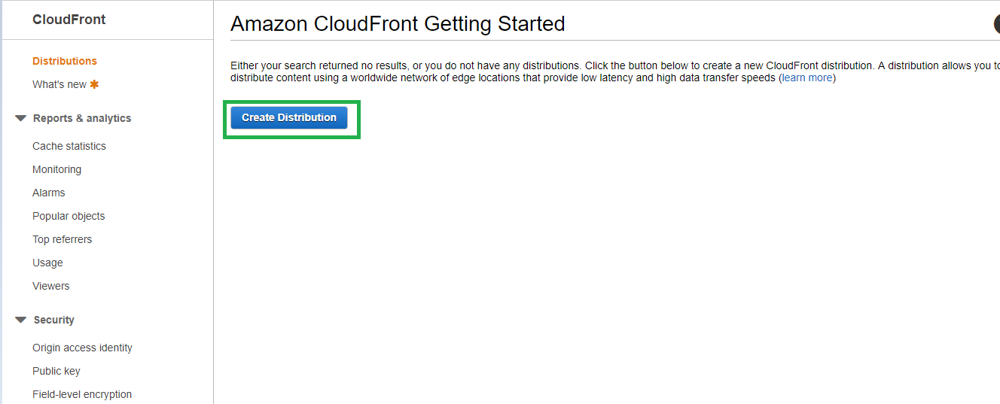 CloudFront
Distributions
What's new
Reports & analytics
Cache statistics
Monitoring
Alarms
Popular objects
Top referrers
Usage
Viewers
Security
Origin access identity
Public key
Field-level encryption
Amazon CloudFront Getting Started
Either your search returned no results, or you do not have any distributions. Click the button below to create a new CloudFront distribution. A distribution allows you to
distribute content using a worldwide network of edge locations that provide low latency and high data transfer speeds (learn more)
Create Distribution